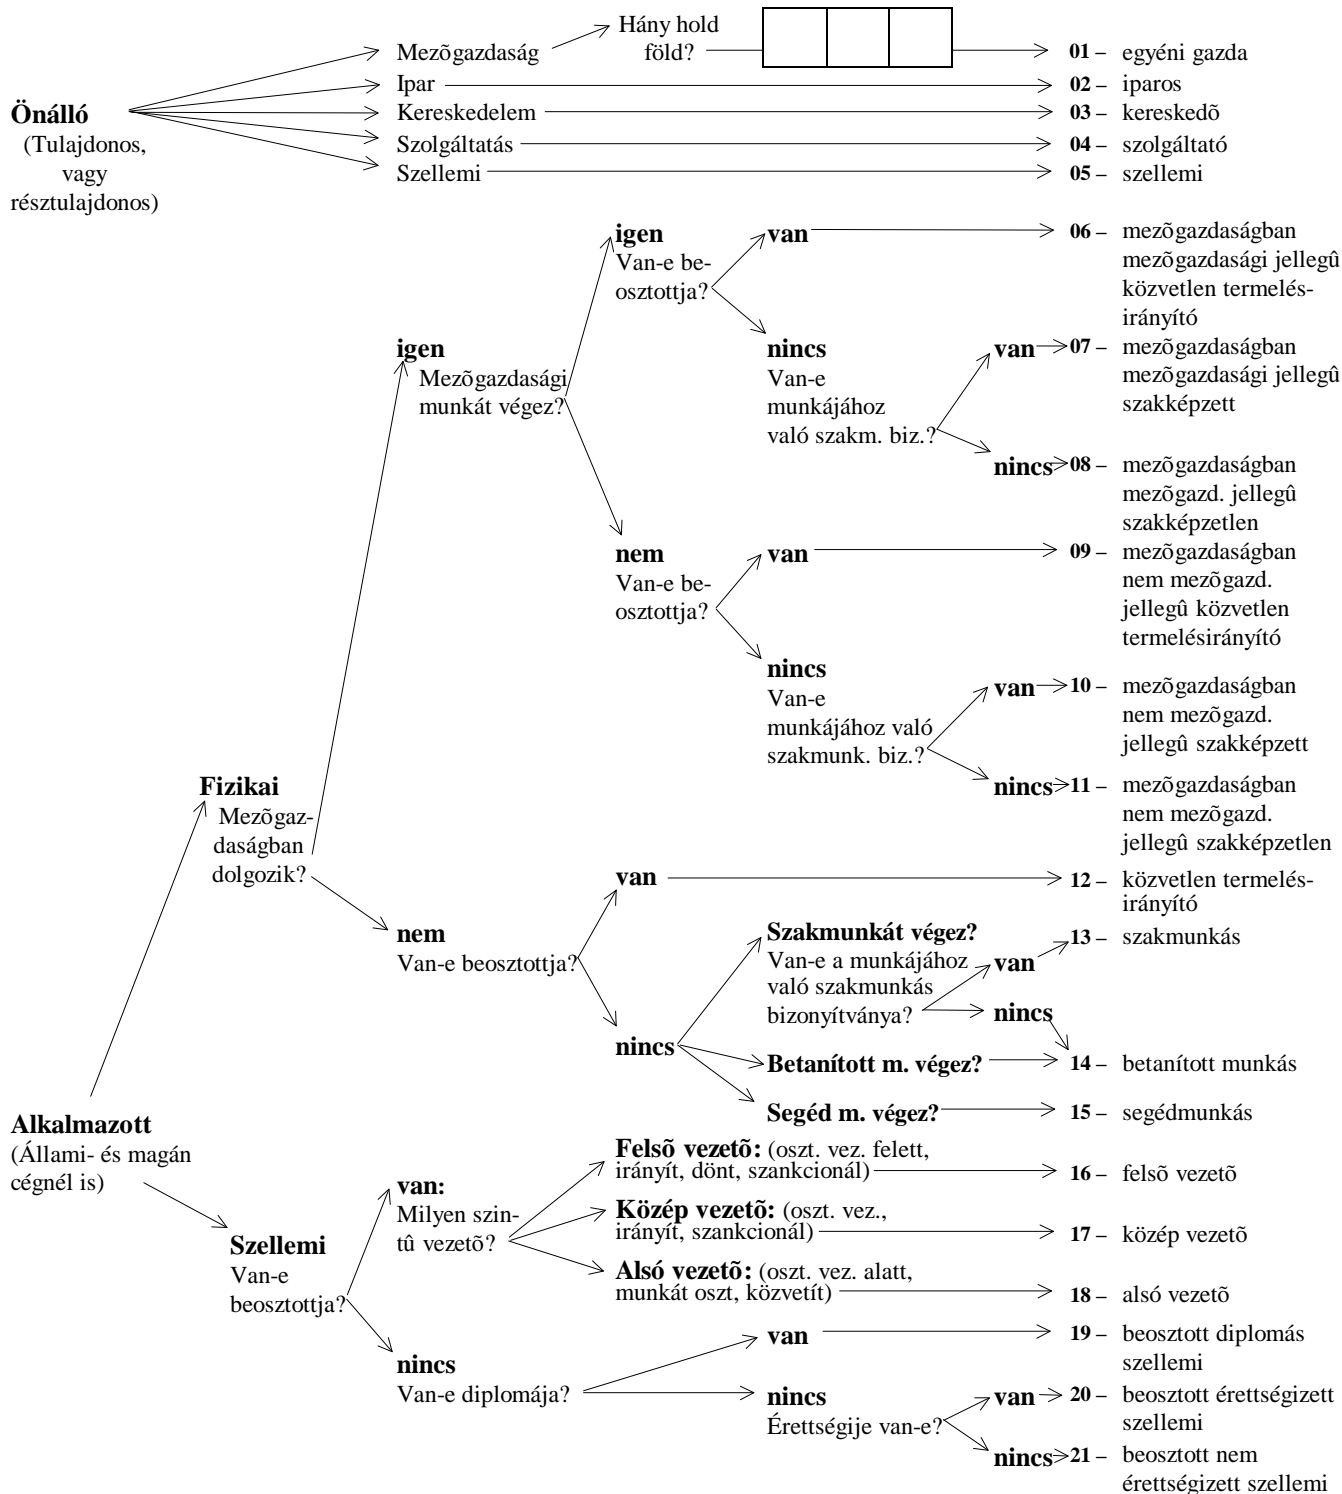 Önálló
(Tulajdonos,
vagy
résztulajdonos)
Mezõgazdaság
Hány hold
föld?
01 – egyéni gazda
Ipar
02 – iparos
Kereskedelem
03 – kereskedõ
Szolgáltatás
04 – szolgáltató
Szellemi
05 – szellemi
Alkalmazott
(Állami- és magán
cégnél is)
Fizikai
Mezõgaz-
daságban
dolgozik?
igen
Mezõgazdasági
munkát végez?
igen
Van-e be-
osztottja?
van
06 – mezõgazdaságban
mezõgazdasági jellegû
közvetlen termelés-
irányító
nincs
Van-e
munkájához
való szakm. biz.?
van
07 – mezõgazdaságban
mezõgazdasági jellegû
szakképzett
nincs
08 – mezõgazdaságban
mezõgazd. jellegû
szakképzetlen
nem
Van-e be-
osztottja?
van
09 – mezõgazdaságban
nem mezõgazd.
jellegû közvetlen
termelésirányító
nincs
Van-e
munkájához való
szakmunk. biz.?
van
10 – mezõgazdaságban
nem mezõgazd.
jellegû szakképzett
nincs
11 – mezõgazdaságban
nem mezõgazd.
jellegû szakképzetlen
nem
Van-e beosztottja?
van
12 – közvetlen termelés-
irányító
nincs
Szakmunkát végez?
Van-e a munkájához
való szakmunkás
bizonyítványa?
van
13 – szakmunkás
nincs
Betanított m. végez?
14 – betanított munkás
Segéd m. végez?
15 – segédmunkás
Szellemi
Van-e
beosztottja?
van:
Milyen szin-
tû vezetõ?
Felsõ vezetõ: (oszt. vez. felett,
irányít, dönt, szankcionál)
16 – felsõ vezetõ
Közép vezetõ: (oszt. vez.,
irányít, szankcionál)
17 – közép vezetõ
Alsó vezetõ: (oszt. vez. alatt,
munkát oszt, közvetít)
18 – alsó vezetõ
nincs
Van-e diplomája?
van
19 – beosztott diplomás
szellemi
nincs
Érettségije van-e?
van
20 – beosztott érettségizett
szellemi
nincs
21 – beosztott nem
érettségizett szellemi